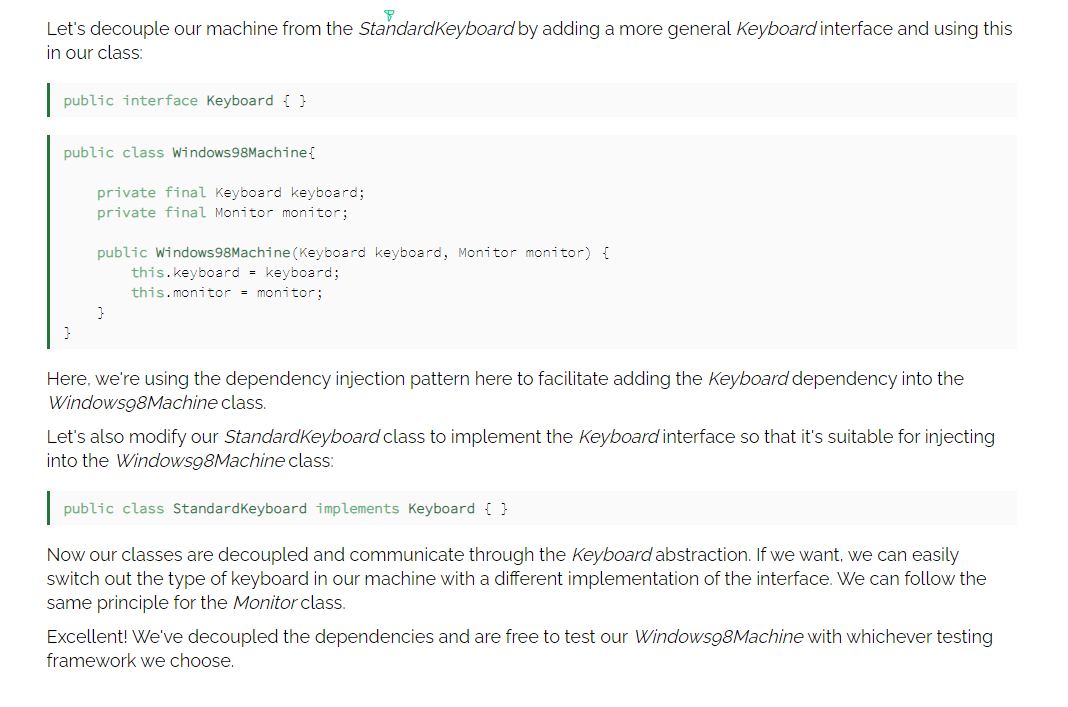 Let's decouple our machine from the StandardKeyboard by adding a more general Keyboard interface and using this
in our class:
public interface Keyboard { }
public class Windows98Machine{
private final Keyboard keyboard;
private final Monitor monitor;
public Windows98Machine(Keyboard keyboard, Monitor monitor) {
this.keyboard = keyboard;
this.monitor = monitor;
}
}
Here, we're using the dependency injection pattern here to facilitate adding the Keyboard dependency into the
Windows98Machine class.
Let's also modify our StandardKeyboard class to implement the Keyboard interface so that it's suitable for injecting
into the Windows98Machine class:
public class StandardKeyboard implements Keyboard { }
Now our classes are decoupled and communicate through the Keyboard abstraction. If we want, we can easily
switch out the type of keyboard in our machine with a different implementation of the interface. We can follow the
same principle for the Monitor class.
Excellent! We've decoupled the dependencies and are free to test our Windows98Machine with whichever testing
framework we choose.